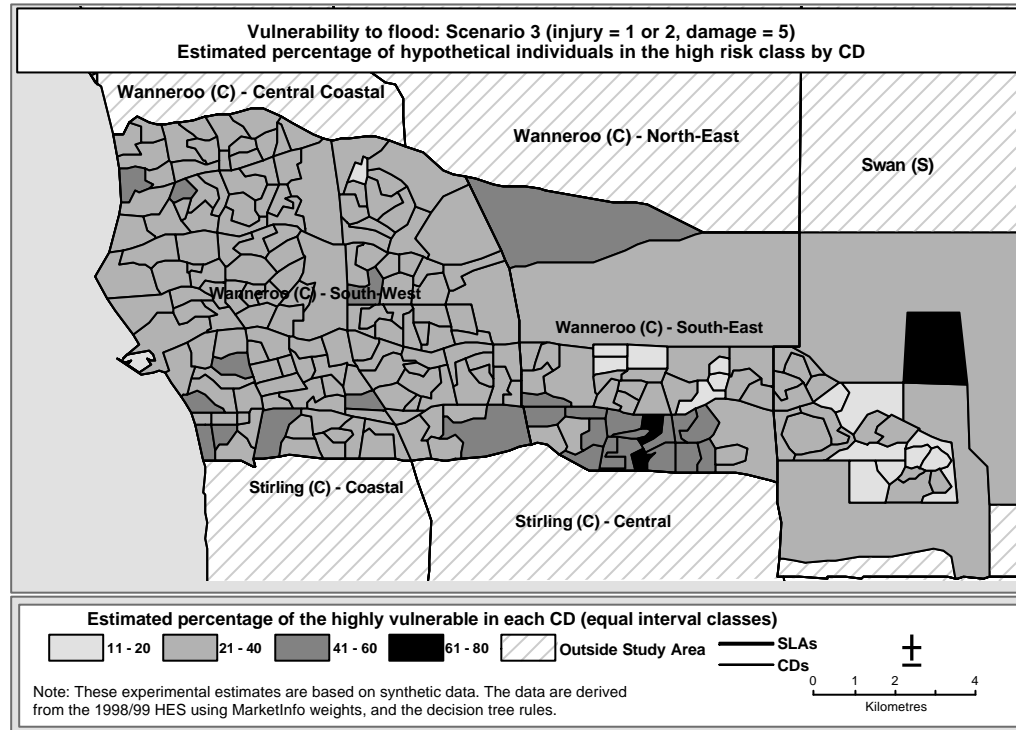 Vulnerability to flood: Scenario 3 (injury = 1 or 2, damage = 5)
Estimated percentage of hypothetical individuals in the high risk class by CD
Wanneroo (C) - Central Coastal
Wanneroo (C) - North-East
Swan (S)
Wanneroo (C) - South-West
Wanneroo (C) - South-East
Stirling (C) - Coastal
Stirling (C) - Central
Estimated percentage of the highly vulnerable in each CD (equal interval classes)
11 - 20 21 - 40 41 - 60 61 - 80 Outside Study Area SLAs
CDs
Note: These experimental estimates are based on synthetic data. The data are derived
from the 1998/99 HES using MarketInfo weights, and the decision tree rules.
0 2 4
Kilometres